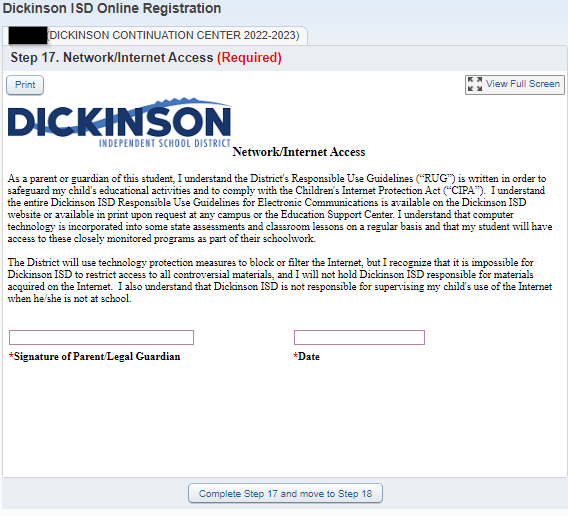 Dickinson ISD Online Registration
(DICKINSON CONTINUATION CENTER 2022-2023)
Step 17. Network/Internet Access (Required)
Print
View Full Screen
DICKINSON
INDEPENDENT SCHOOL DISTRICT
Network/Internet Access
As a parent or guardian of this student, I understand the District's Responsible Use Guidelines (“RUG”) is written in order to
safeguard my child's educational activities and to comply with the Children's Internet Protection Act (“CIPA”).  I understand
the entire Dickinson ISD Responsible Use Guidelines for Electronic Communications is available on the Dickinson ISD
website or available in print upon request at any campus or the Education Support Center. I understand that computer
technology is incorporated into some state assessments and classroom lessons on a regular basis and that my student will have
access to these closely monitored programs as part of their schoolwork.
The District will use technology protection measures to block or filter the Internet, but I recognize that it is impossible for
Dickinson ISD to restrict access to all controversial materials, and I will not hold Dickinson ISD responsible for materials
acquired on the Internet.  I also understand that Dickinson ISD is not responsible for supervising my child's use of the Internet
when he/she is not at school.
*Signature of Parent/Legal Guardian
*Date
Complete Step 17 and move to Step 18